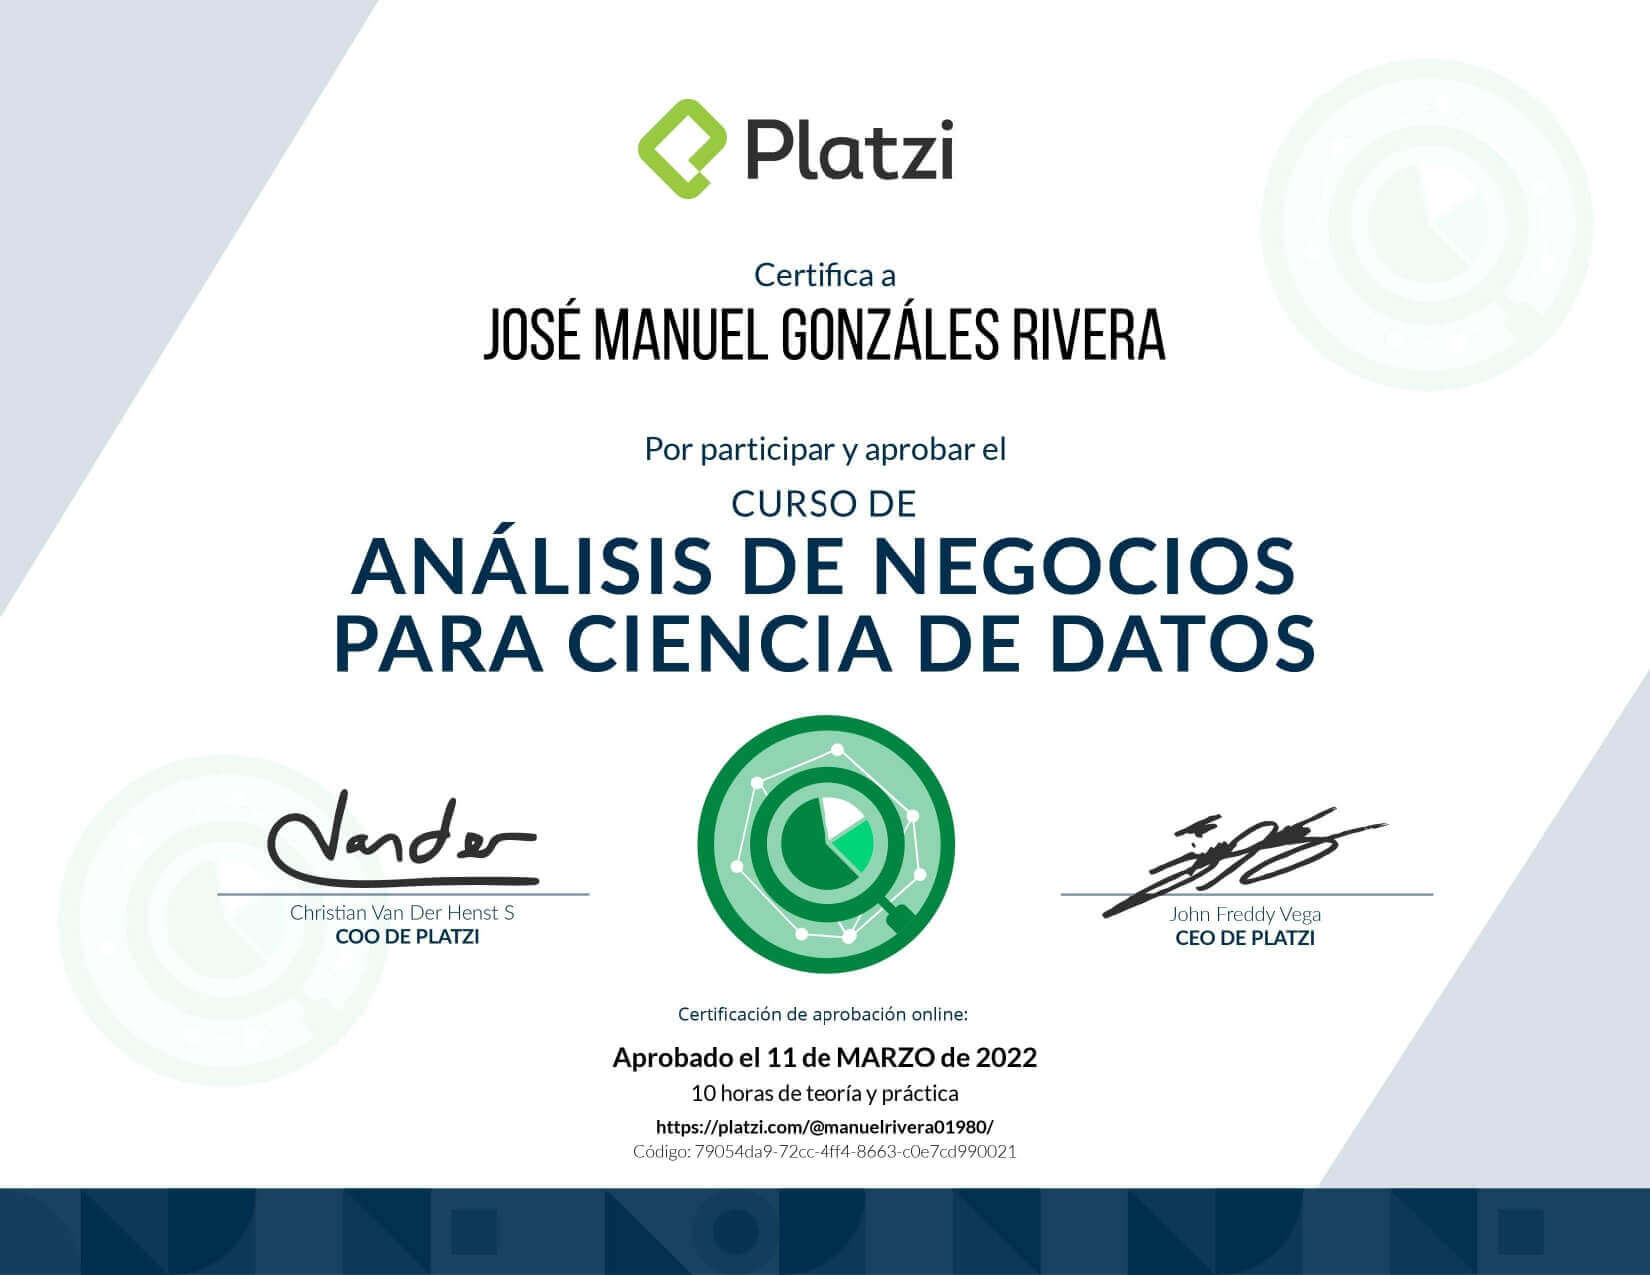 Platzi
Certifica a
JOSÉ MANUEL GONZÁLES RIVERA
Por participar y aprobar el
CURSO DE
ANÁLISIS DE NEGOCIOS
PARA CIENCIA DE DATOS
Vander
Christian Van Der Henst S
COO DE PLATZI
John Freddy Vega
CEO DE PLATZI
Certificación de aprobación online:
Aprobado el 11 de MARZO de 2022
10 horas de teoría y práctica
https://platzi.com/@manuelrivera01980/
Código: 79054da9-72cc-4ff4-8663-c0e7cd990021